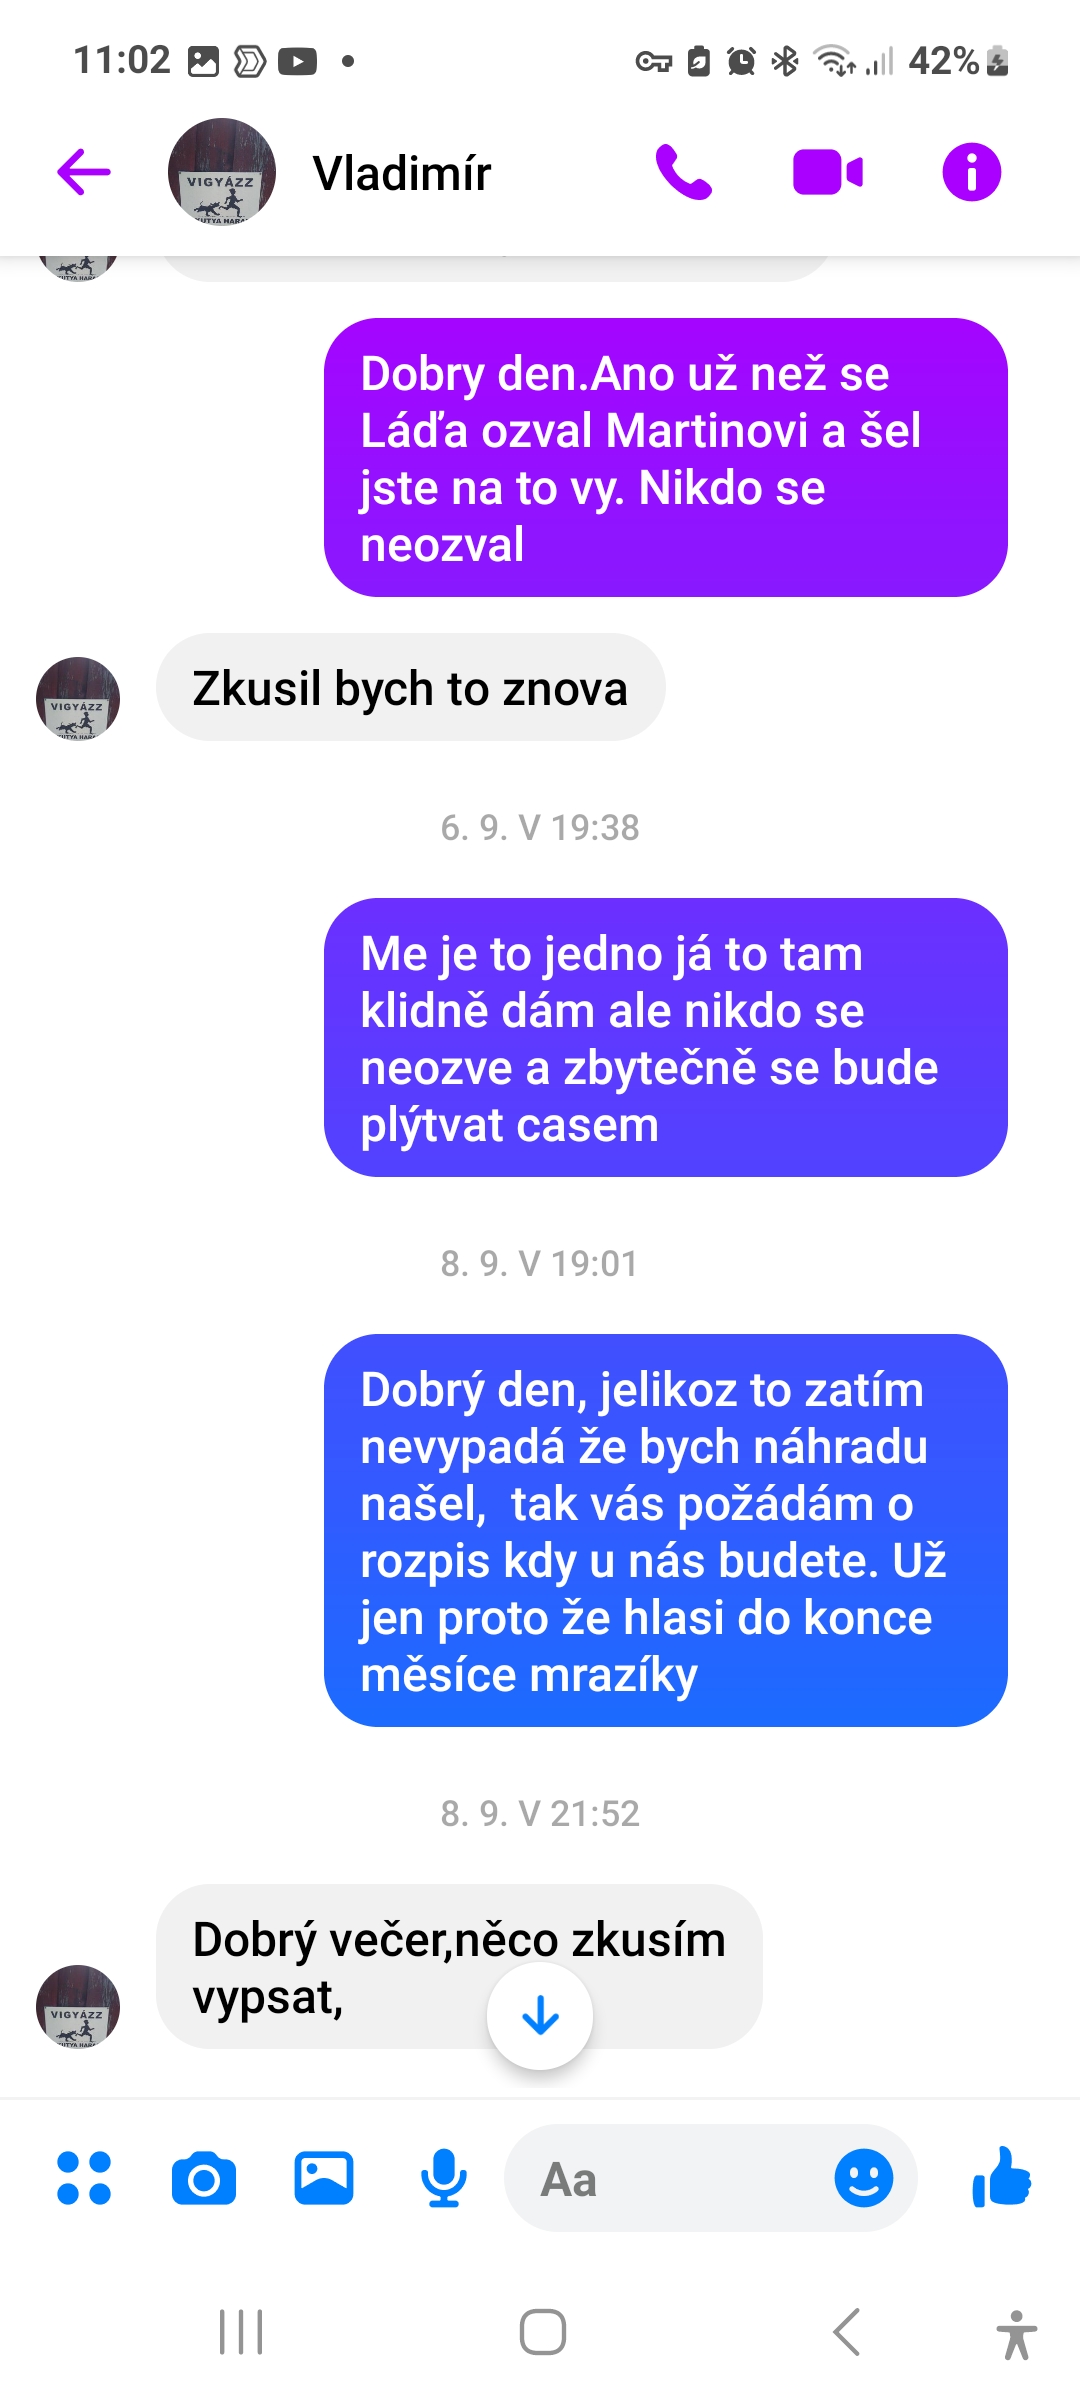 11:02
42%
Vladimír
VIGYÁZZ
Dobry den.Ano už než se
Láďa ozval Martinovi a šel
jste na to vy. Nikdo se
neozval
Zkusil bych to znova
VIGYÁZZ
6. 9. V 19:38
Me je to jedno já to tam
klidně dám ale nikdo se
neozve a zbytečně se bude
plýtvat casem
8. 9. V 19:01
Dobrý den, jelikoz to zatím
nevypadá že bych náhradu
našel,  tak vás požádám o
rozpis kdy u nás budete. Už
jen proto že hlasi do konce
měsíce mrazíky
8. 9. V 21:52
Dobrý večer,něco zkusím
vypsat,
VIGYÁZZ
Aa